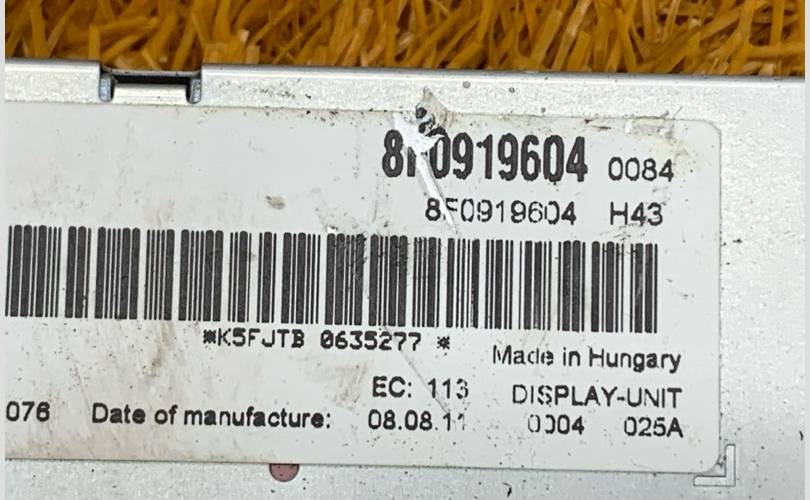 8F0919604 0084
8F0919604 H43
*K5FJTB 0635277 *
Made in Hungary
EC: 113 DISPLAY-UNIT
076 Date of manufacture: 08.08.11 0004 025A